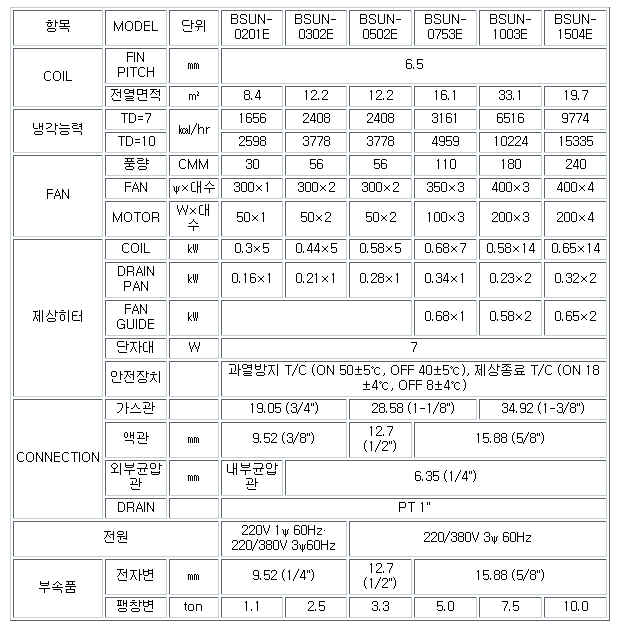 항목 MODEL 단위 BSUN-0201E BSUN-0302E BSUN-0502E BSUN-0753E BSUN-1003E BSUN-1504E
COIL FIN PITCH ㎜ 6.5
전열면적 ㎡ 8.4 12.2 12.2 16.1 33.1 19.7
냉각능력 TD=7 ㎉/hr 1656 2408 2408 3161 6516 9774
TD=10 2598 3778 3778 4959 10224 15335
FAN 풍량 CMM 30 56 56 110 180 240
FAN ψ×대수 300×1 300×2 300×2 350×3 400×3 400×4
MOTOR W×대수 50×1 50×2 50×2 100×3 200×3 200×4
제상히터 COIL ㎾ 0.3×5 0.44×5 0.58×5 0.68×7 0.58×14 0.65×14
DRAIN PAN ㎾ 0.16×1 0.21×1 0.28×1 0.34×1 0.23×2 0.32×2
FAN GUIDE ㎾ 0.68×1 0.58×2 0.65×2
단자대 W 7
안전장치 과열방지 T/C (ON 50±5℃, OFF 40±5℃), 제상종료 T/C (ON 18
±4℃, OFF 8±4℃)
CONNECTION 가스관 19.05 (3/4") 28.58 (1-1/8") 34.92 (1-3/8")
액관 ㎜ 9.52 (3/8") 12.7 (1/2") 15.88 (5/8")
외부균압관 ㎜ 내부균압관 6.35 (1/4")
DRAIN PT 1"
전원 220V 1ψ 60Hz· 220/380V 3ψ60Hz 220/380V 3ψ 60Hz
부속품 전자변 ㎜ 9.52 (1/4") 12.7 (1/2") 15.88 (5/8")
팽창변 ton 1.1 2.5 3.3 5.0 7.5 10.0